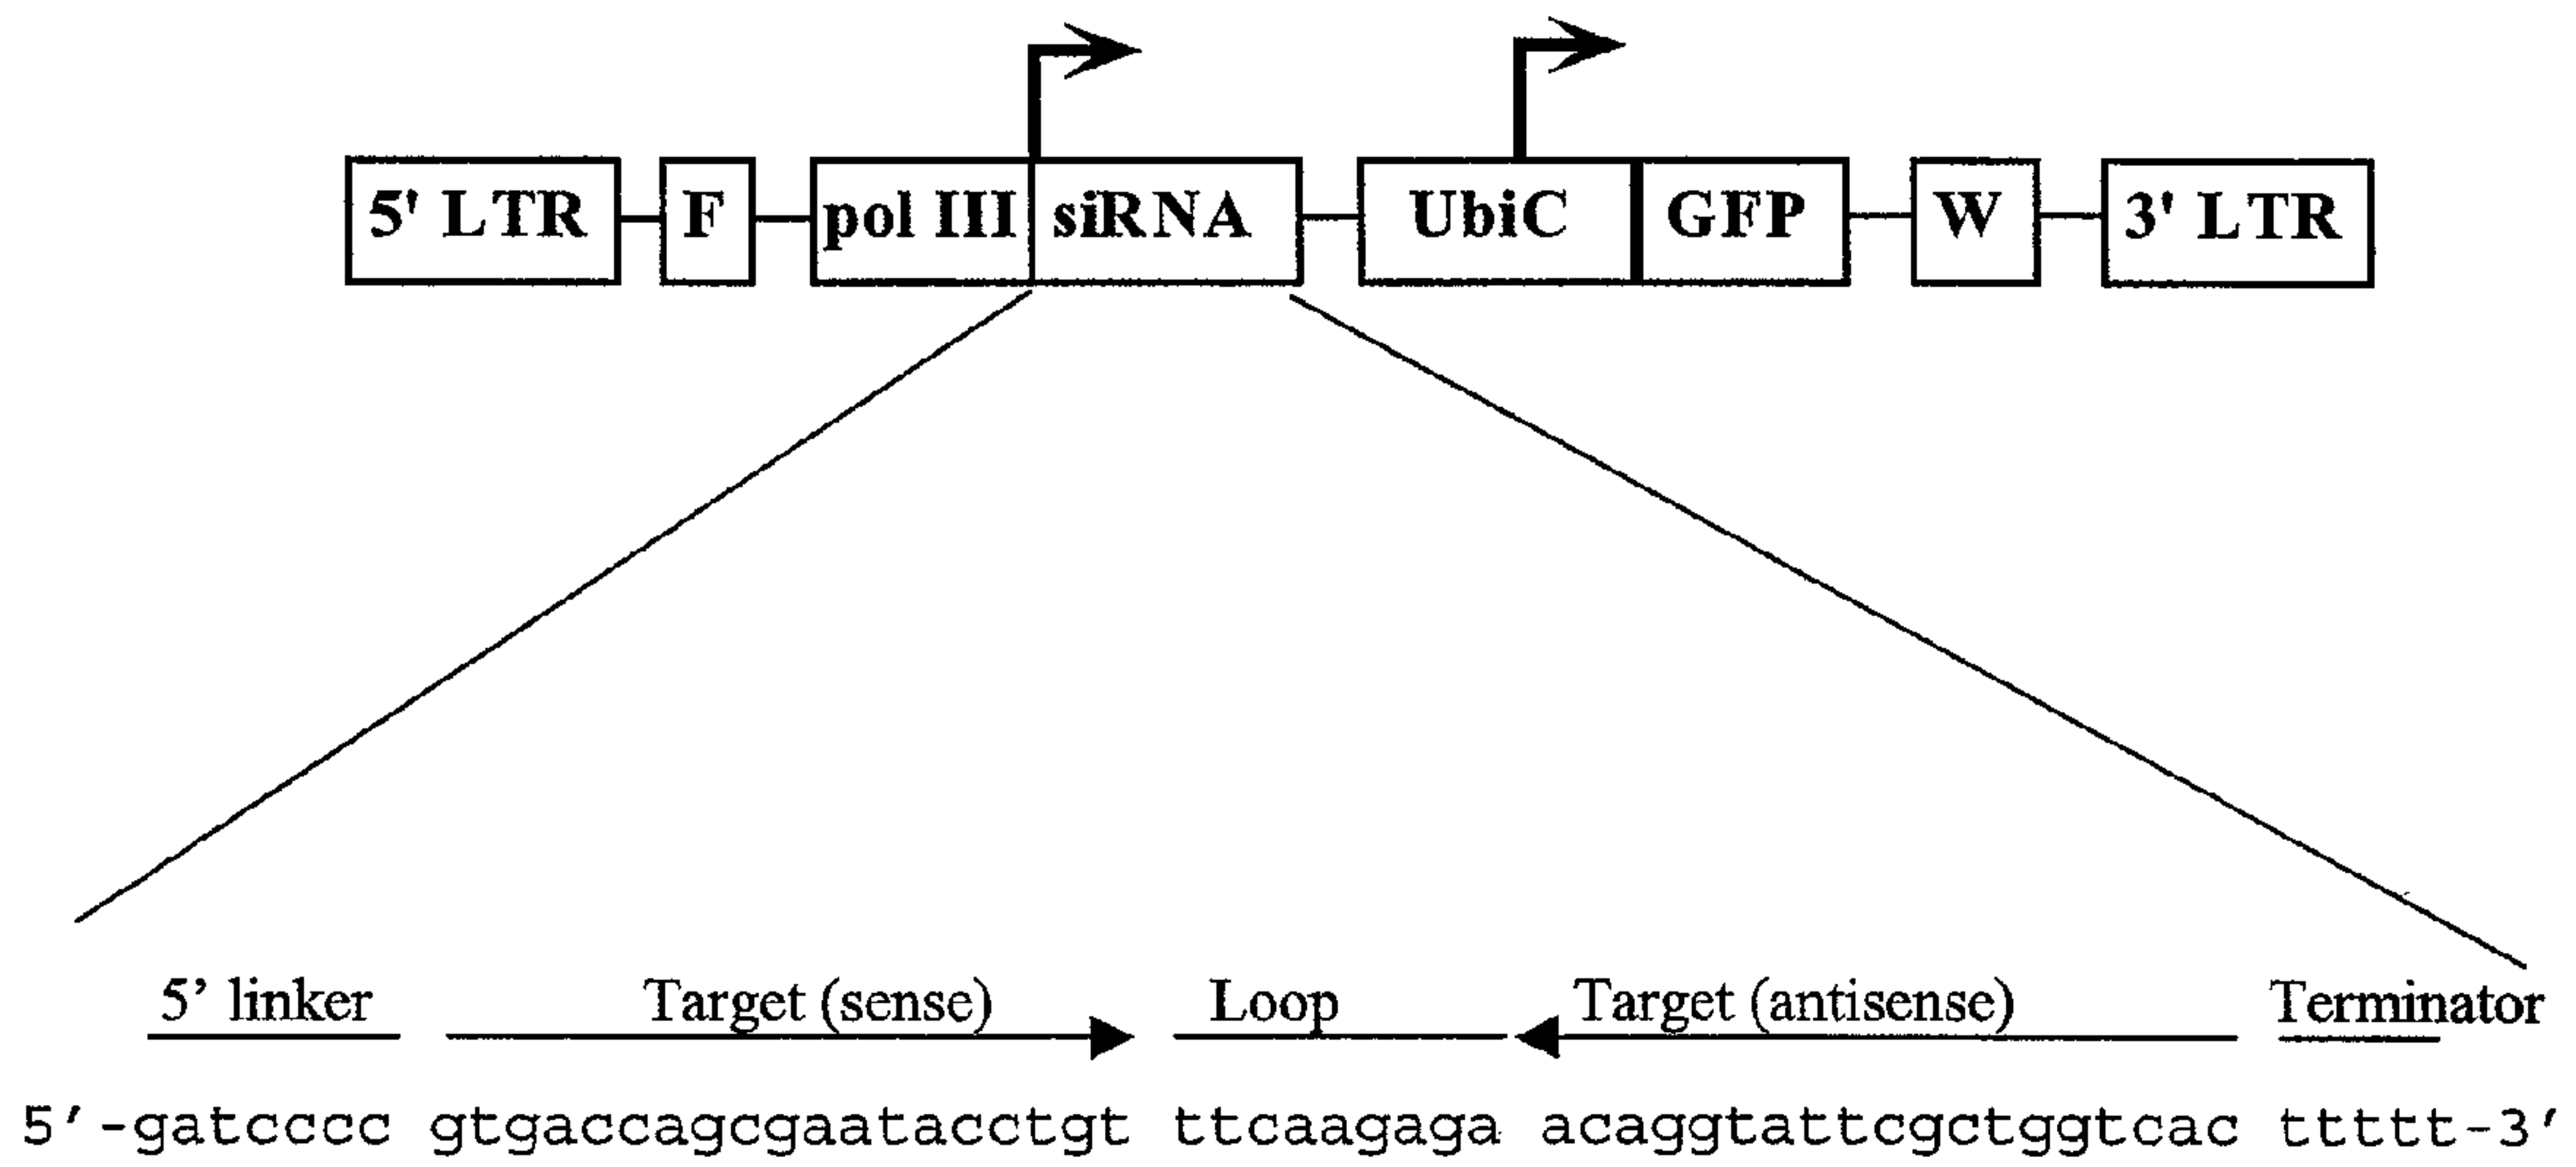 5' LTR F pol III siRNA UbiC GFP W 3' LTR
5’ linker Target (sense) Loop Target (antisense) Terminator
5′-gatcccc gtgaccagcgaatacctgt ttcaagaga acaggtattcgctggtcac ttttt-3′